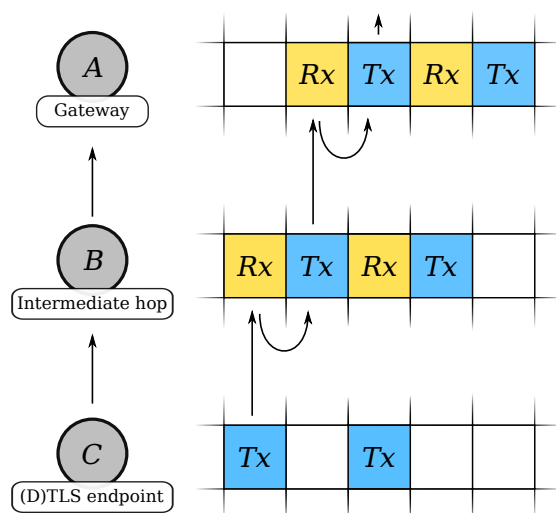 A
Gateway
Rx Tx Rx Tx
B
Intermediate hop
Rx Tx Rx Tx
C
(D)TLS endpoint
Tx Tx